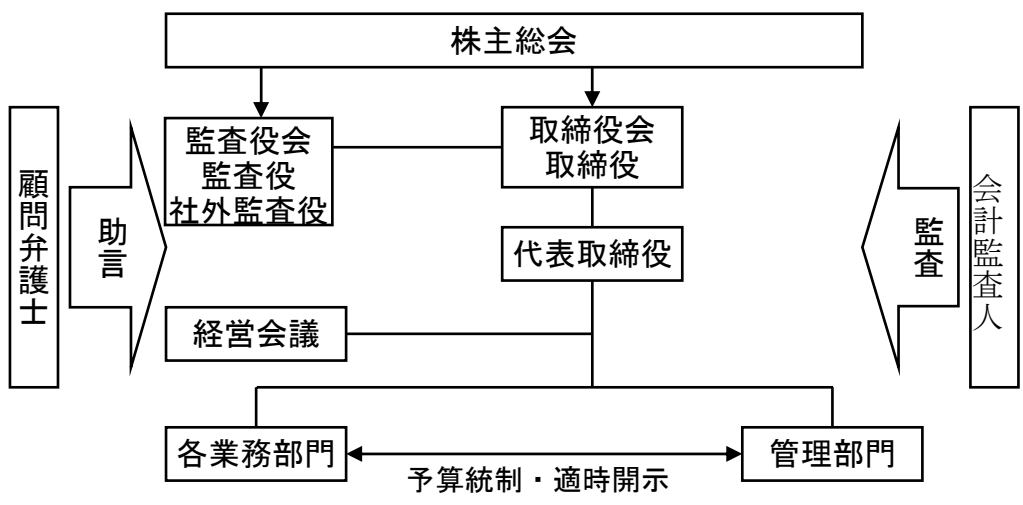 株主総会
監査役会
監査役
社外監査役
取締役会
取締役
顧問弁護士
助言
代表取締役
監査
会計監査人
経営会議
各業務部門
管理部門
予算統制・適時開示